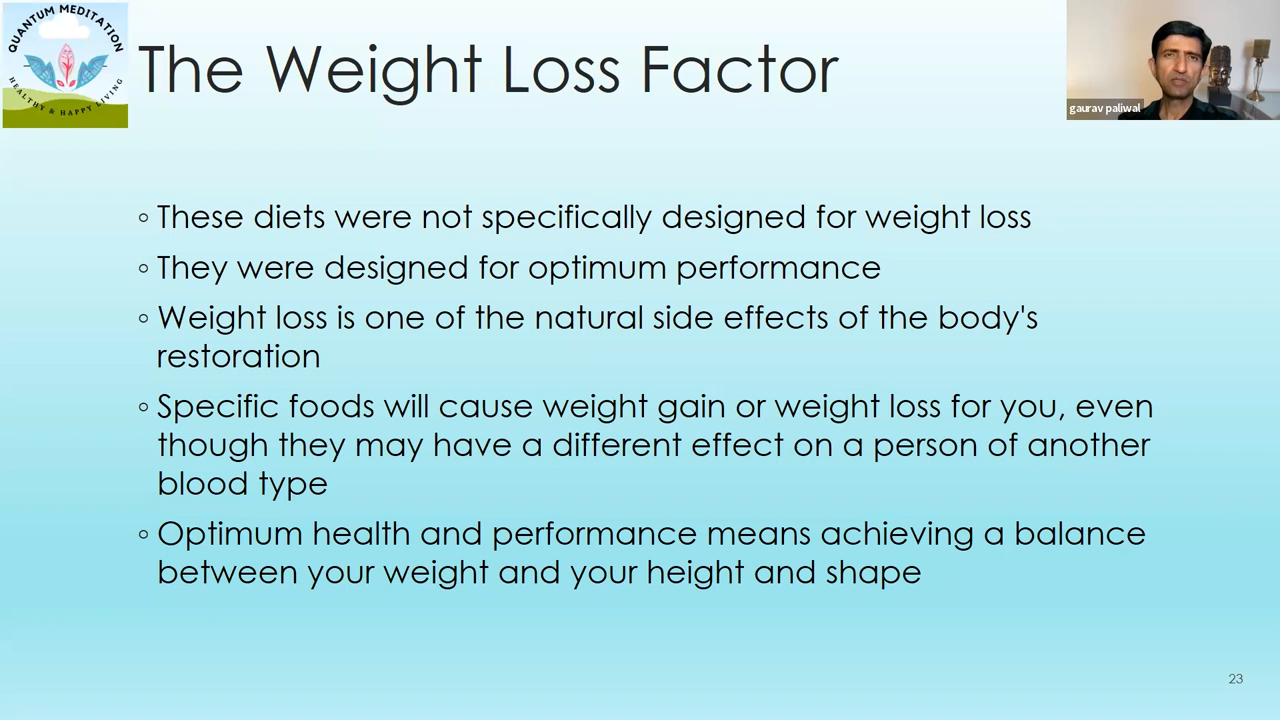 QUANTUM MEDITATION
HEALTHY & HAPPY LIVING
The Weight Loss Factor
gaurav paliwal
◦ These diets were not specifically designed for weight loss
◦ They were designed for optimum performance
◦ Weight loss is one of the natural side effects of the body's
restoration
◦ Specific foods will cause weight gain or weight loss for you, even
though they may have a different effect on a person of another
blood type
◦ Optimum health and performance means achieving a balance
between your weight and your height and shape
23